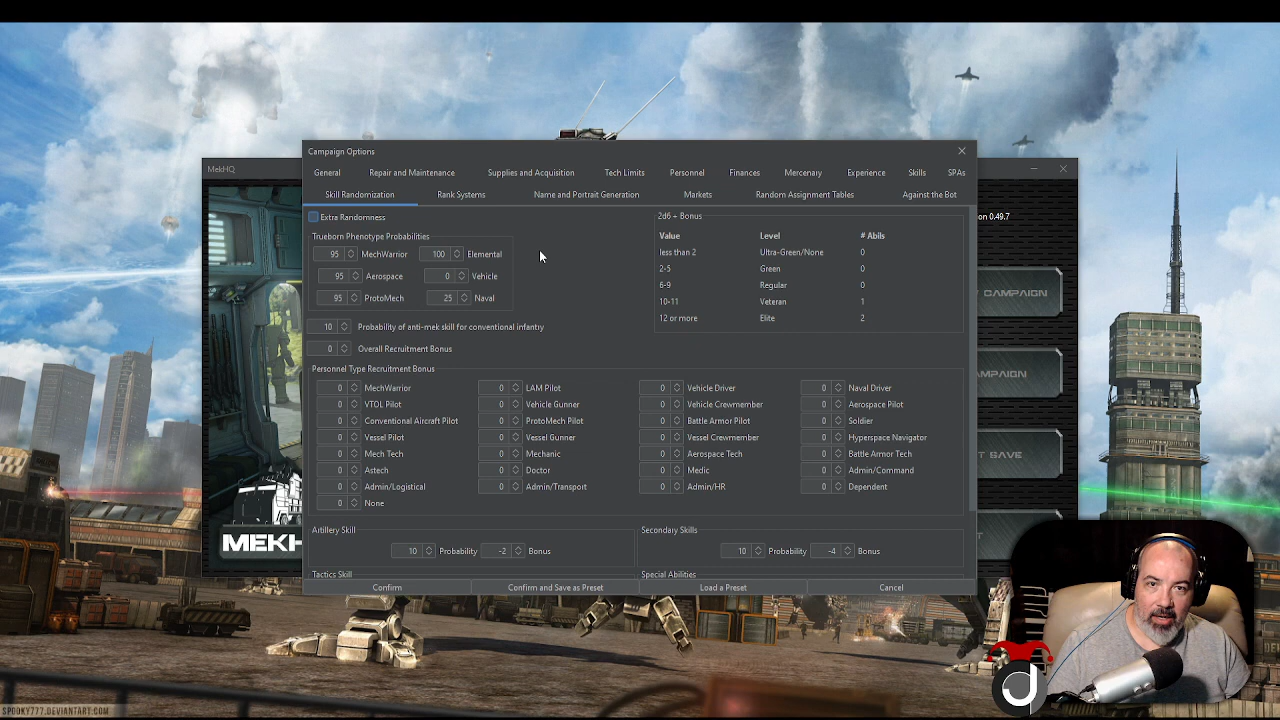 Campaign Options
MekHQ
General Repair and Maintenance Supplies and Acquisition Tech Limits Personnel Finances Mercenary Experience Skills SPAs
Skill Randomization Rank Systems Name and Portrait Generation Markets Random Assignment Tables Against the Bot
Extra Randomness
2d6 + Bonus
on 0.49.7
Trueborn Phenotype Probabilities
Value Level # Abils
95 MechWarrior 100 Elemental
less than 2 Ultra-Green/None 0
2-5 Green 0
95 Aerospace 0 Vehicle
6-9 Regular 0
CAMPAIGN
95 ProtoMech 25 Naval
10-11 Veteran 1
12 or more Elite 2
10 Probability of anti-mek skill for conventional infantry
0 Overall Recruitment Bonus
Personnel Type Recruitment Bonus
AMPAIGN
0 MechWarrior 0 LAM Pilot 0 Vehicle Driver 0 Naval Driver
0 VTOL Pilot 0 Vehicle Gunner 0 Vehicle Crewmember 0 Aerospace Pilot
0 Conventional Aircraft Pilot 0 ProtoMech Pilot 0 Battle Armor Pilot 0 Soldier
0 Vessel Pilot 0 Vessel Gunner 0 Vessel Crewmember 0 Hyperspace Navigator
0 Mech Tech 0 Mechanic 0 Aerospace Tech 0 Battle Armor Tech
T SAVE
0 Astech 0 Doctor 0 Medic 0 Admin/Command
0 Admin/Logistical 0 Admin/Transport 0 Admin/HR 0 Dependent
0 None
Artillery Skill Secondary Skills
MEKH
10 Probability -2 Bonus 10 Probability -4 Bonus
Tactics Skill Special Abilities
Confirm Confirm and Save as Preset Load a Preset Cancel
SPOOKY777.DEVIANTART.COM